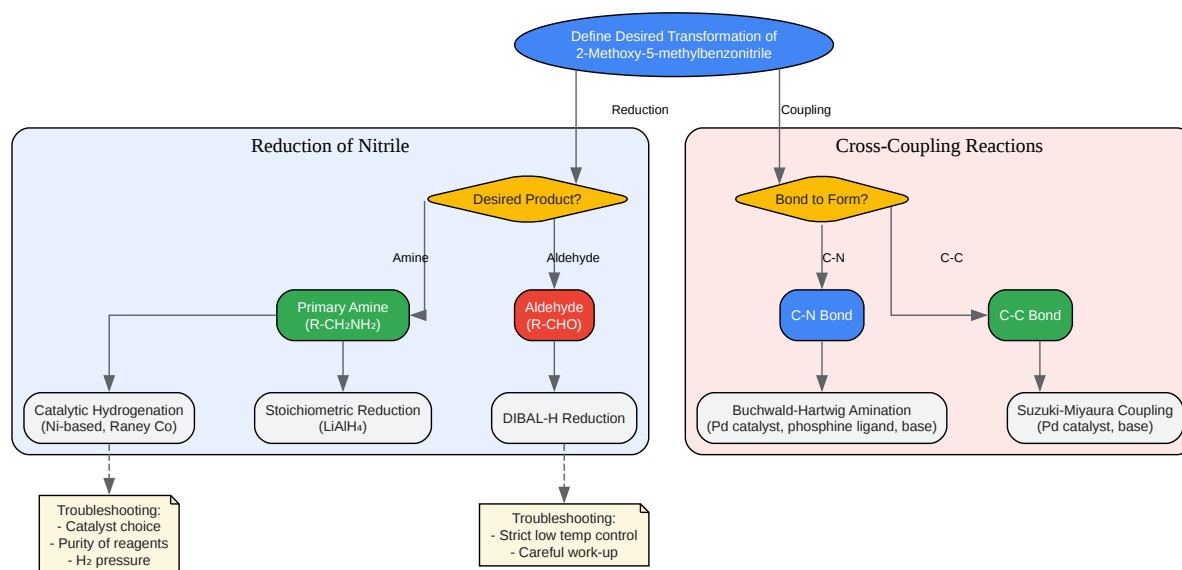 Define Desired Transformation of
2-Methoxy-5-methylbenzonitrile
Reduction
Coupling
Reduction of Nitrile
Desired Product?
Amine
Aldehyde
Primary Amine
(R-CH₂NH₂)
Aldehyde
(R-CHO)
Catalytic Hydrogenation
(Ni-based, Raney Co)
Stoichiometric Reduction
(LiAlH₄)
DIBAL-H Reduction
Troubleshooting:
- Catalyst choice
- Purity of reagents
- H₂ pressure
Troubleshooting:
- Strict low temp control
- Careful work-up
Cross-Coupling Reactions
Bond to Form?
C-N
C-C
C-N Bond
C-C Bond
Buchwald-Hartwig Amination
(Pd catalyst, phosphine ligand, base)
Suzuki-Miyaura Coupling
(Pd catalyst, base)